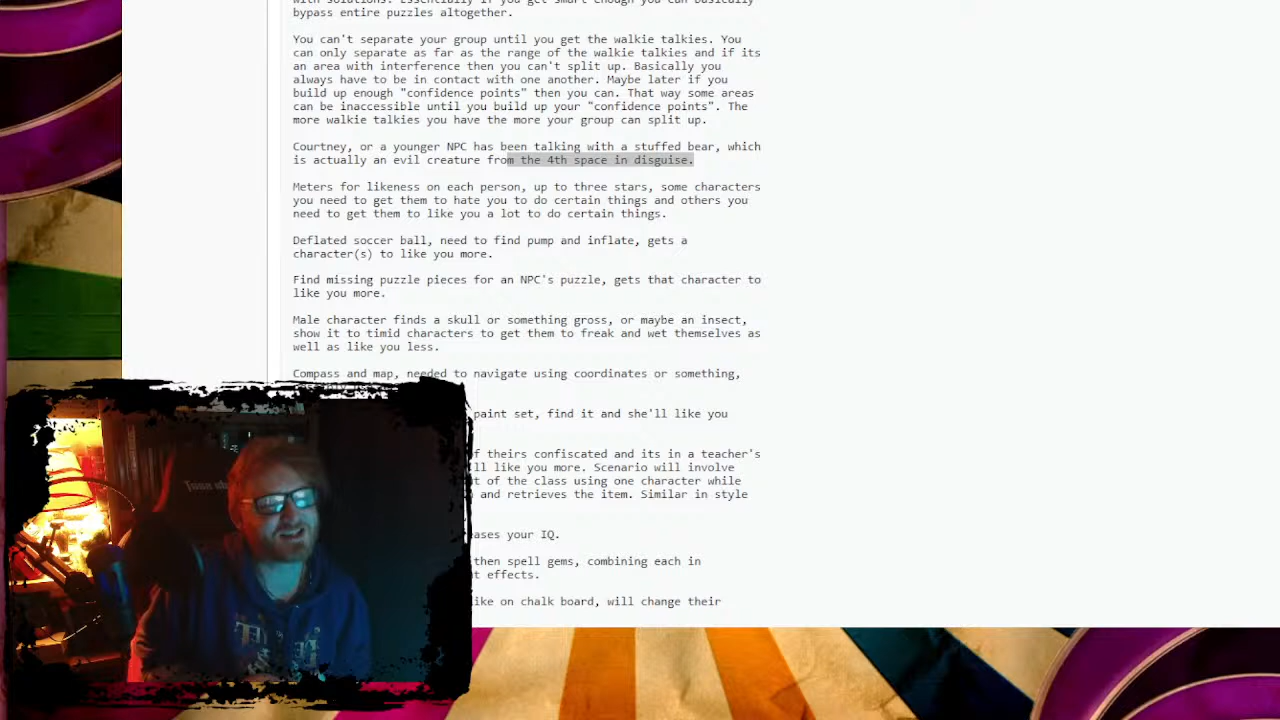 with solutions. Essentially if you get smart enough you can basically
bypass entire puzzles altogether.
You can't separate your group until you get the walkie talkies. You
can only separate as far as the range of the walkie talkies and if its
an area with interference then you can't split up. Basically you
always have to be in contact with one another. Maybe later if you
build up enough "confidence points" then you can. That way some areas
can be inaccessible until you build up your "confidence points". The
more walkie talkies you have the more your group can split up.
Courtney, or a younger NPC has been talking with a stuffed bear, which
is actually an evil creature from the 4th space in disguise.
Meters for likeness on each person, up to three stars, some characters
you need to get them to hate you to do certain things and others you
need to get them to like you a lot to do certain things.
Deflated soccer ball, need to find pump and inflate, gets a
character(s) to like you more.
Find missing puzzle pieces for an NPC's puzzle, gets that character to
like you more.
Male character finds a skull or something gross, or maybe an insect,
show it to timid characters to get them to freak and wet themselves as
well as like you less.
Compass and map, needed to navigate using coordinates or something,
paint set, find it and she'll like you
f theirs confiscated and its in a teacher's
ll like you more. Scenario will involve
t of the class using one character while
) and retrieves the item. Similar in style
eases your IQ.
then spell gems, combining each in
t effects.
ike on chalk board, will change their